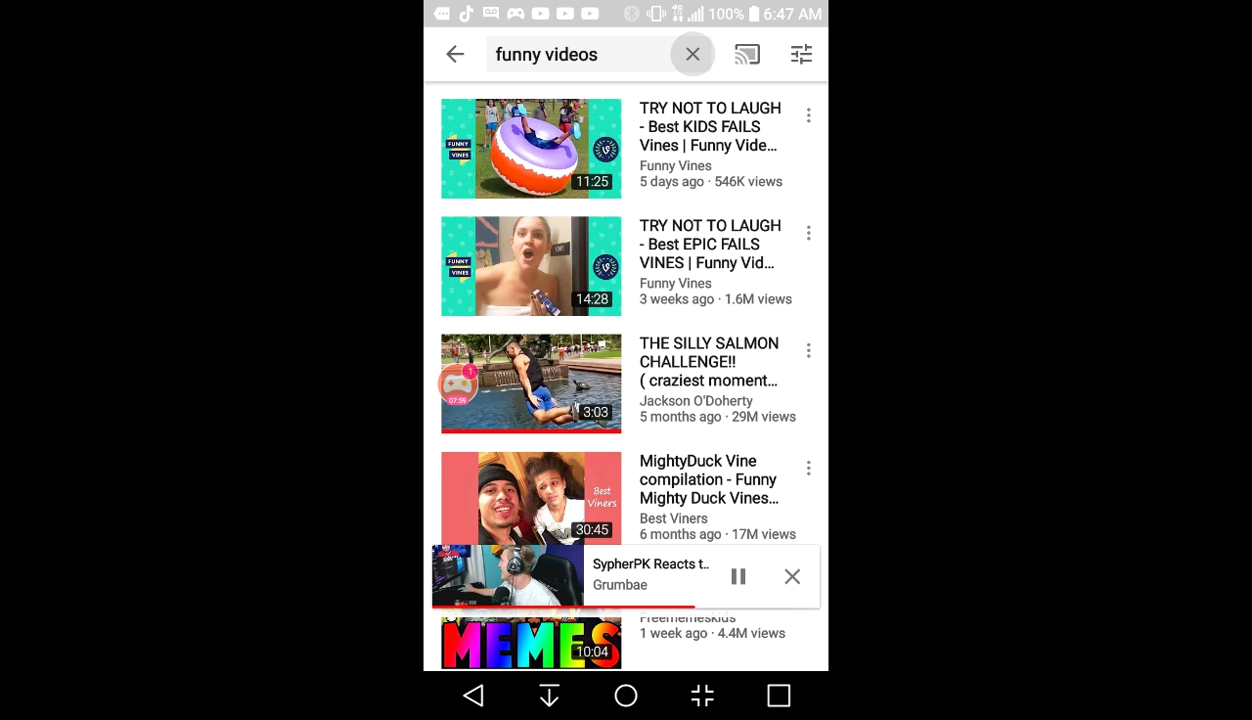 100% 6:47 AM
funny videos
TRY NOT TO LAUGH
- Best KIDS FAILS
Vines | Funny Vide...
Funny Vines
5 days ago · 546K views
FUNNY
VINES
11:25
TRY NOT TO LAUGH
- Best EPIC FAILS
VINES | Funny Vid...
Funny Vines
3 weeks ago · 1.6M views
FUNNY
VINES
14:28
THE SILLY SALMON
CHALLENGE!!
( craziest moment...
Jackson O'Doherty
5 months ago · 29M views
1
07:59
3:03
MightyDuck Vine
compilation - Funny
Mighty Duck Vines...
Best Viners
6 months ago · 17M views
Best
Viners
30:45
SypherPK Reacts t..
Grumbae
Freememeskids
1 week ago · 4.4M views
MEMES
10:04